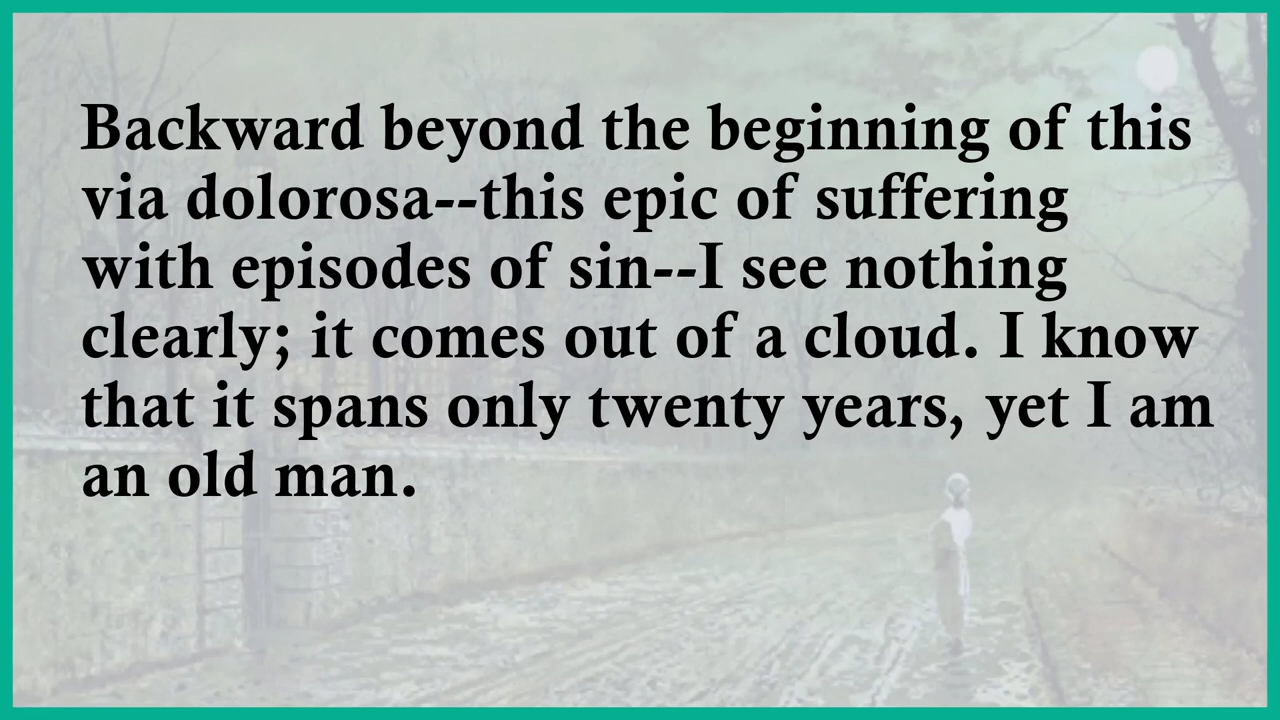 Backward beyond the beginning of this
via dolorosa--this epic of suffering
with episodes of sin--I see nothing
clearly; it comes out of a cloud. I know
that it spans only twenty years, yet I am
an old man.